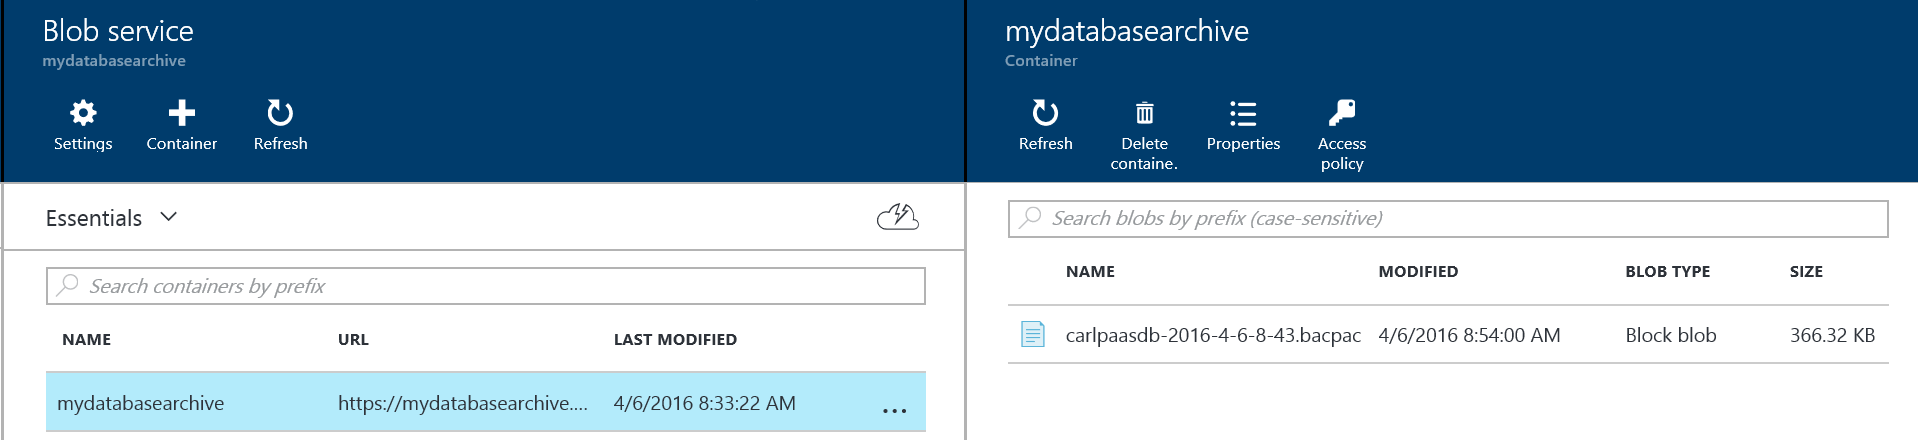 Blob service
mydatabasearchive
Settings Container Refresh
Essentials
Search containers by prefix
NAME URL LAST MODIFIED
mydatabasearchive https://mydatabasearchive.... 4/6/2016 8:33:22 AM ...
mydatabasearchive
Container
Refresh Delete Properties Access
containe. policy
Search blobs by prefix (case-sensitive)
NAME MODIFIED BLOB TYPE SIZE
carlpaasdb-2016-4-6-8-43.bacpac 4/6/2016 8:54:00 AM Block blob 366.32 KB